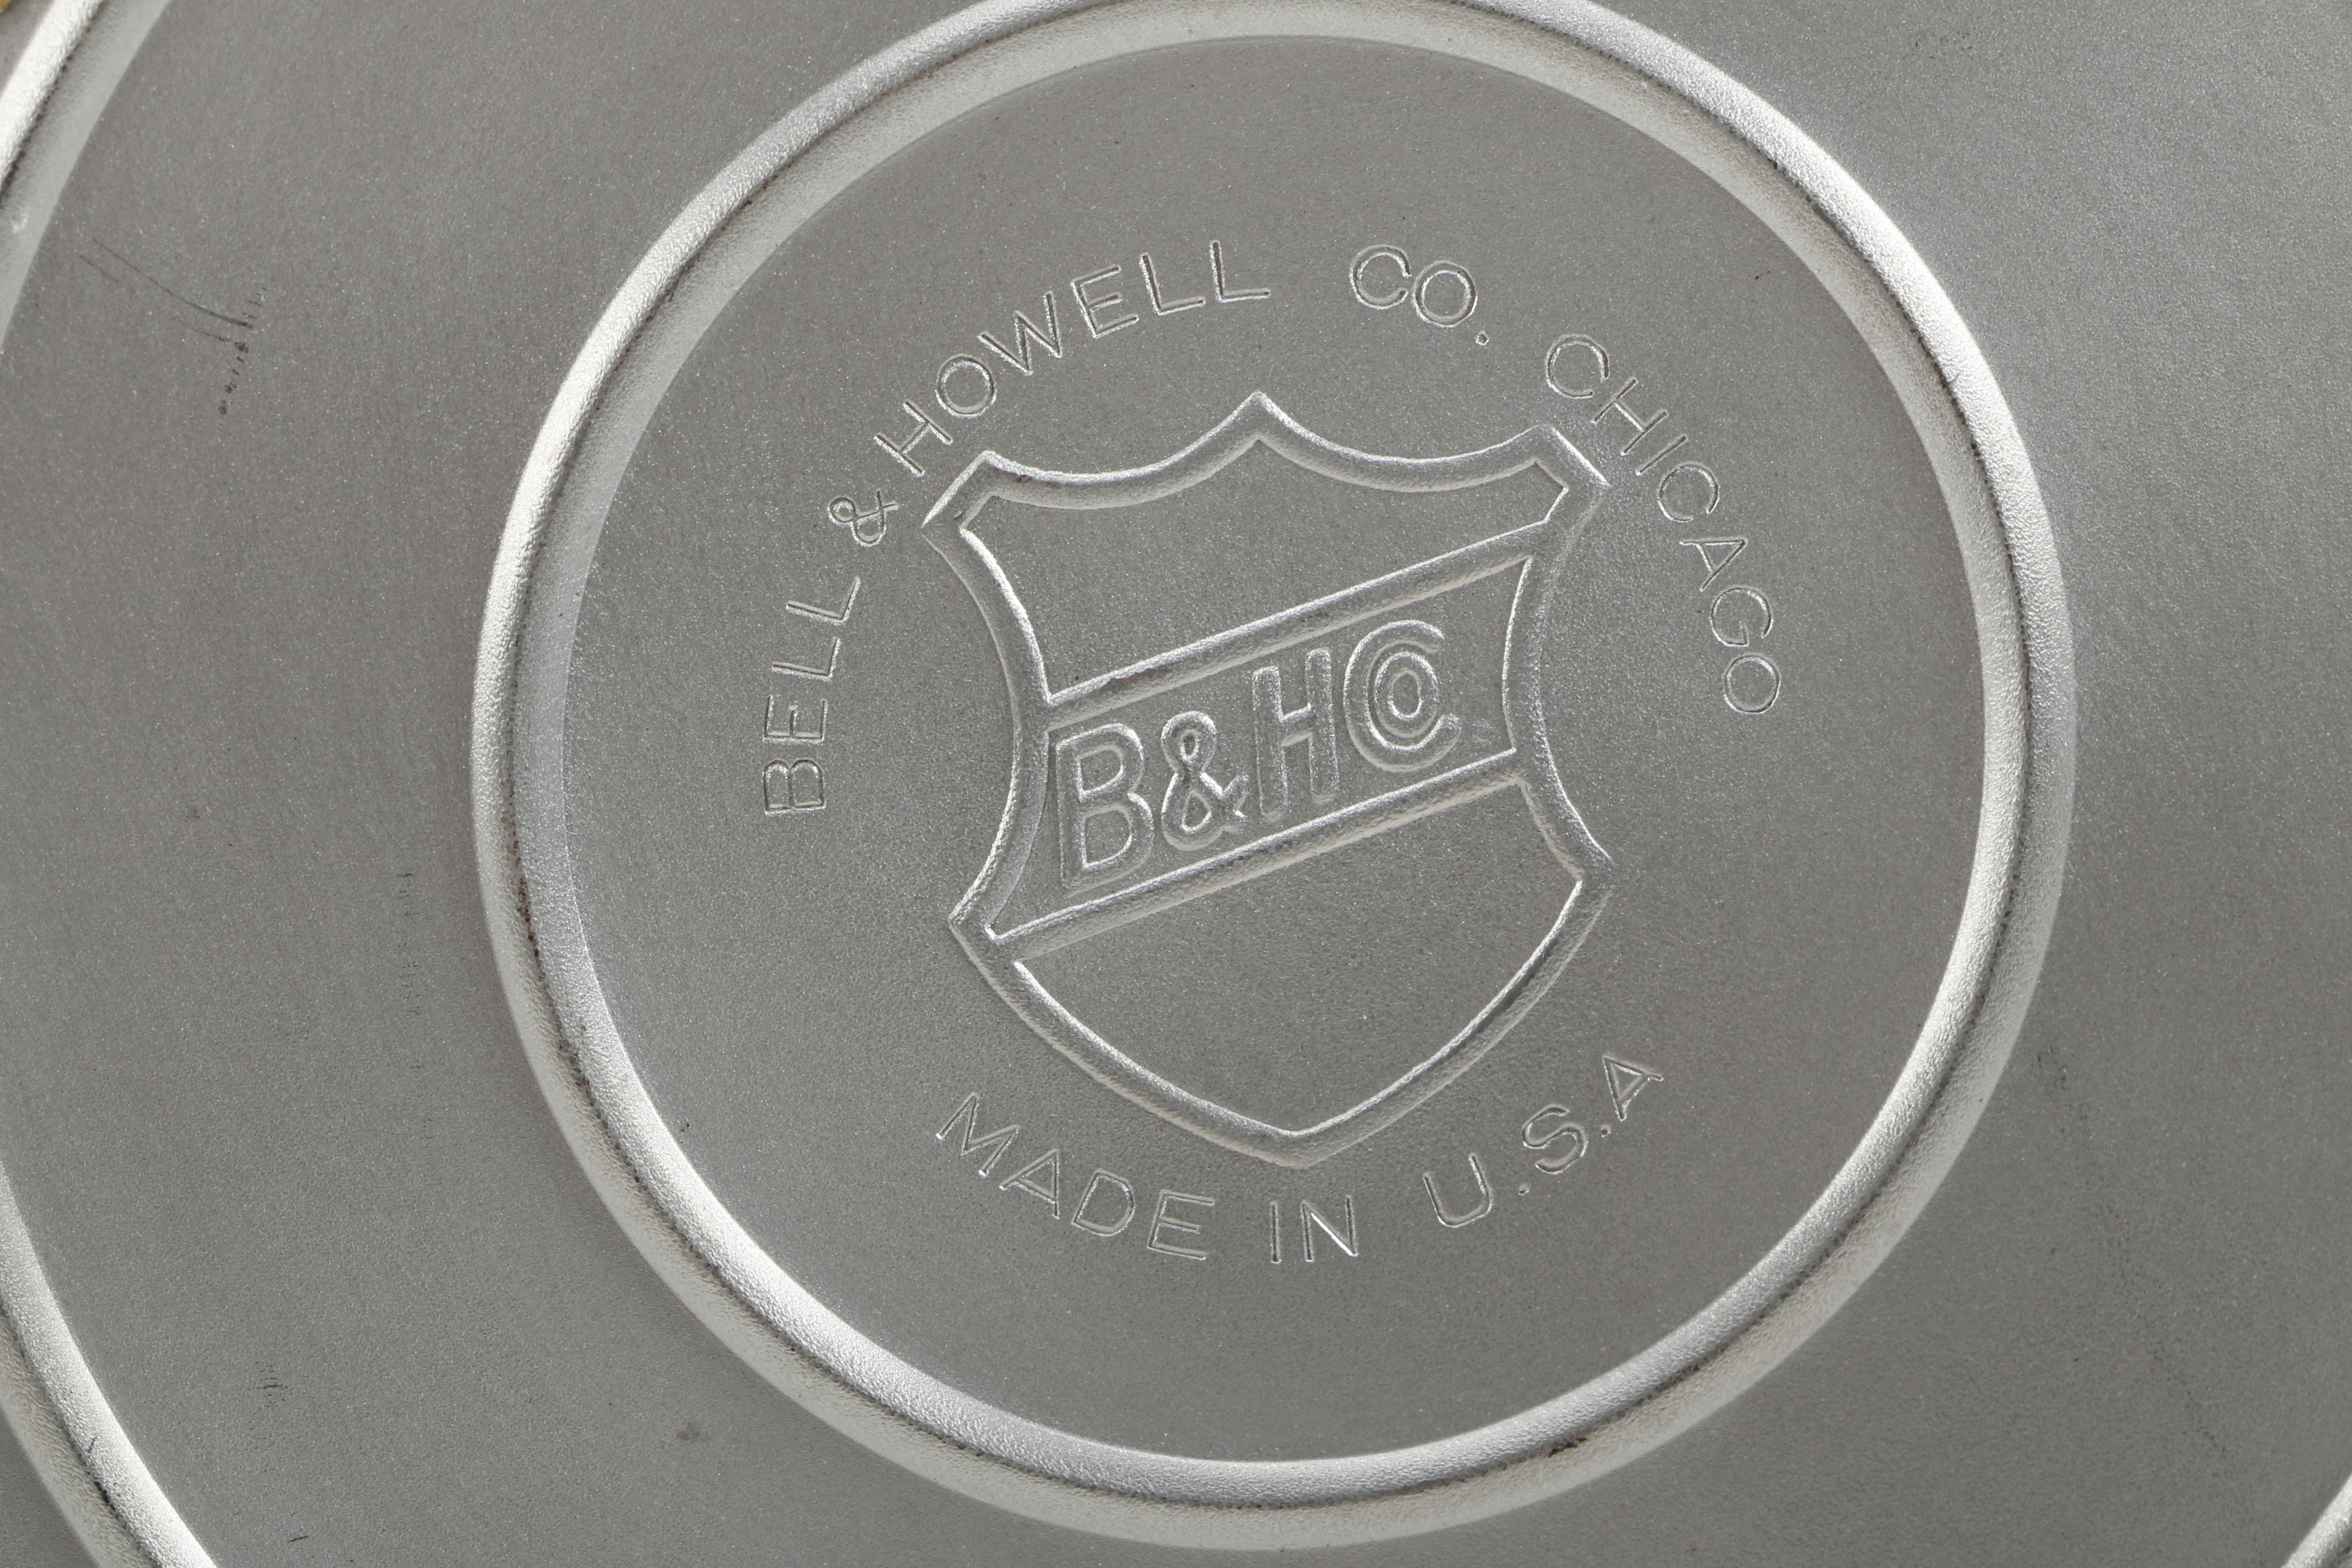 BELL & HOWELL CO. CHICAGO
B&HCo
MADE IN U.S.A